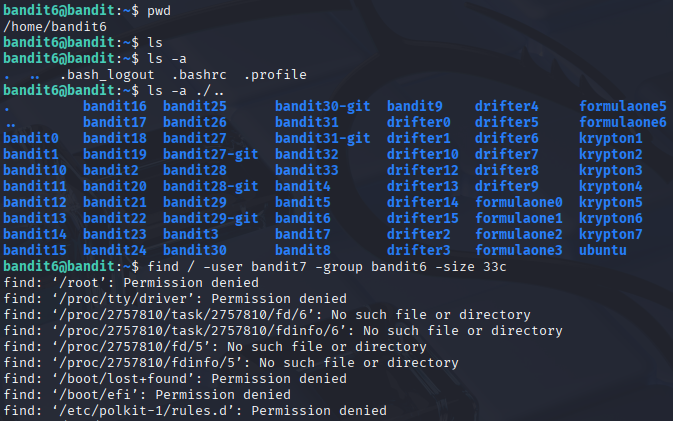 bandit6@bandit:~$ pwd
/home/bandit6
bandit6@bandit:~$ ls
bandit6@bandit:~$ ls -a
.  ..  .bash_logout  .bashrc  .profile
bandit6@bandit:~$ ls -a ./..
.         bandit16  bandit25      bandit30-git  bandit9    drifter4     formulaone5
..        bandit17  bandit26      bandit31      drifter0   drifter5     formulaone6
bandit0   bandit18  bandit27      bandit31-git  drifter1   drifter6     krypton1
bandit1   bandit19  bandit27-git  bandit32      drifter10  drifter7     krypton2
bandit10  bandit2   bandit28      bandit33      drifter12  drifter8     krypton3
bandit11  bandit20  bandit28-git  bandit4       drifter13  drifter9     krypton4
bandit12  bandit21  bandit29      bandit5       drifter14  formulaone0  krypton5
bandit13  bandit22  bandit29-git  bandit6       drifter15  formulaone1  krypton6
bandit14  bandit23  bandit3       bandit7       drifter2   formulaone2  krypton7
bandit15  bandit24  bandit30      bandit8       drifter3   formulaone3  ubuntu
bandit6@bandit:~$ find / -user bandit7 -group bandit6 -size 33c
find: ‘/root’: Permission denied
find: ‘/proc/tty/driver’: Permission denied
find: ‘/proc/2757810/task/2757810/fd/6’: No such file or directory
find: ‘/proc/2757810/task/2757810/fdinfo/6’: No such file or directory
find: ‘/proc/2757810/fd/5’: No such file or directory
find: ‘/proc/2757810/fdinfo/5’: No such file or directory
find: ‘/boot/lost+found’: Permission denied
find: ‘/boot/efi’: Permission denied
find: ‘/etc/polkit-1/rules.d’: Permission denied